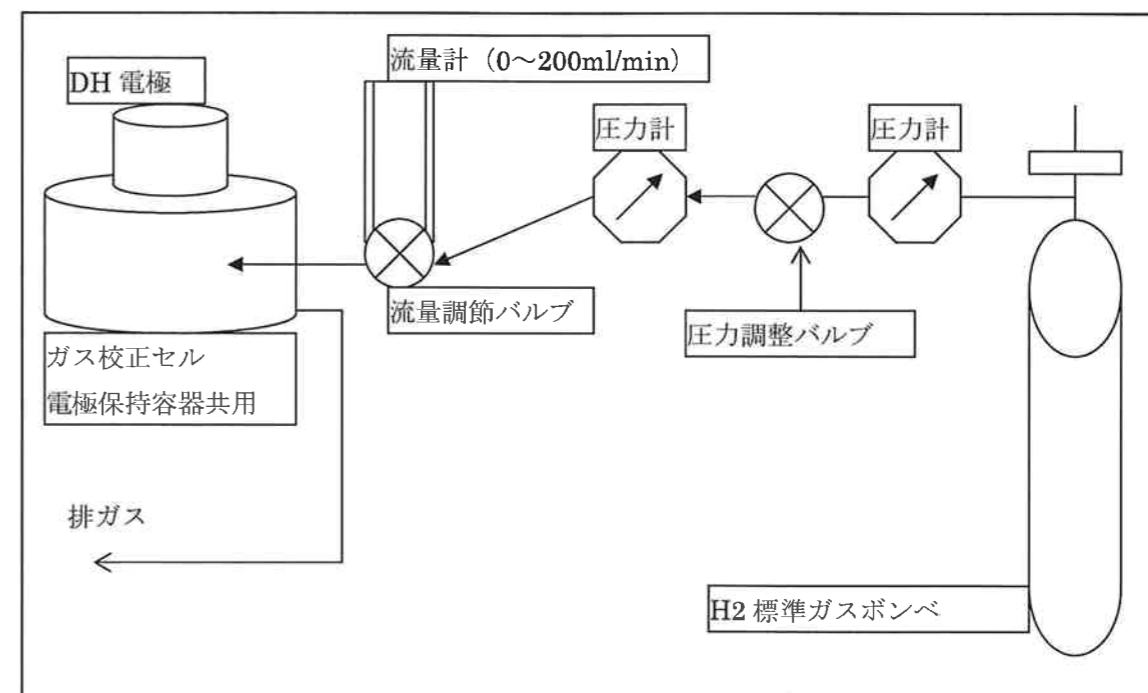 流量計（0～200ml/min）
DH 電極
圧力計
圧力計
流量調節バルブ
圧力調整バルブ
ガス校正セル
電極保持容器共用
排ガス
H2 標準ガスボンベ